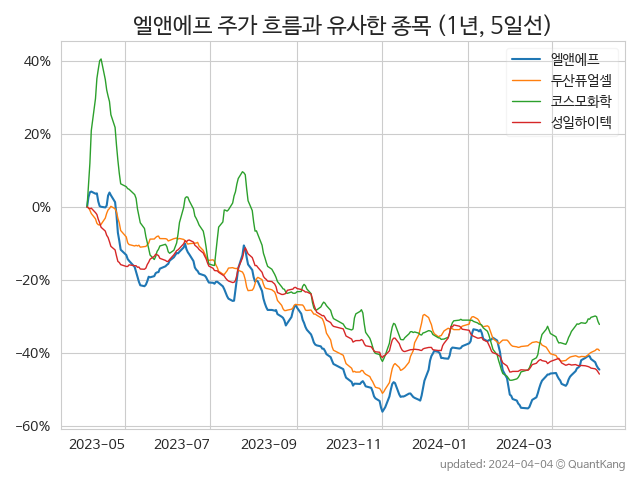 엘앤에프 주가 흐름과 유사한 종목 (1년, 5일선)
엘앤에프
두산퓨얼셀
코스모화학
성일하이텍
40%
20%
0%
−20%
−40%
−60%
2023-05
2023-07
2023-09
2023-11
2024-01
2024-03
updated: 2024-04-04 © QuantKang